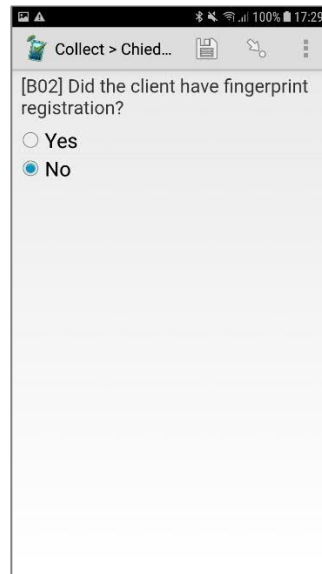 100% 17:29
Collect > Chied...
[B02] Did the client have fingerprint
registration?
Yes
No